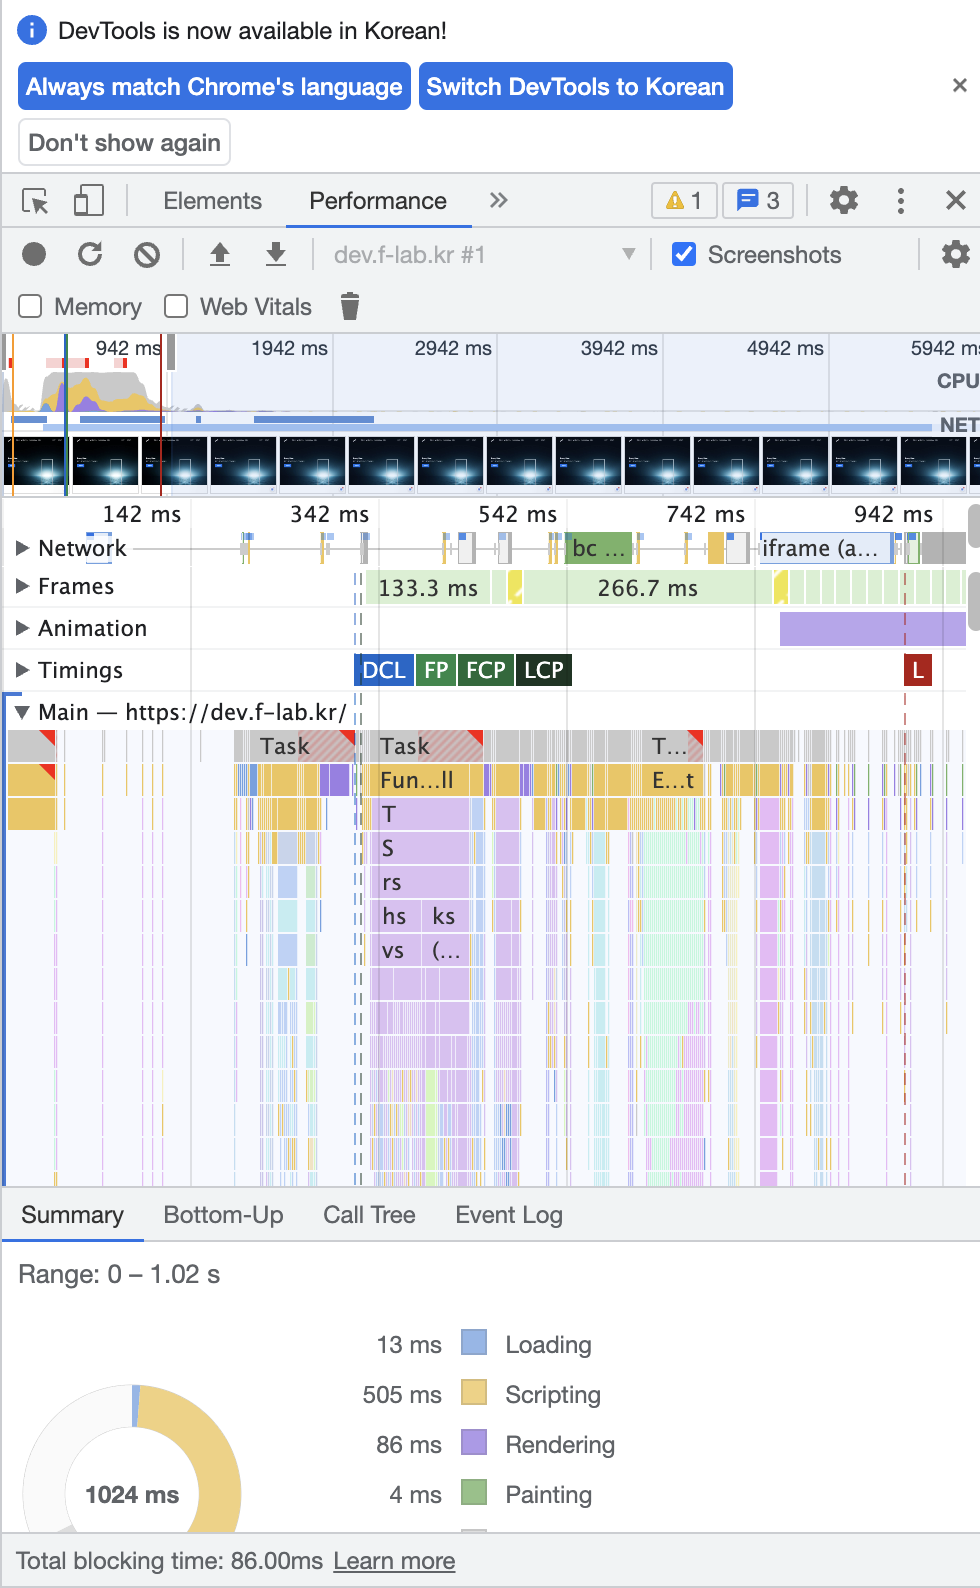 DevTools is now available in Korean!
Always match Chrome's language
Switch DevTools to Korean
Don't show again
Elements
Performance
1
3
dev.f-lab.kr #1
Screenshots
Memory
Web Vitals
942 ms
1942 ms
2942 ms
3942 ms
4942 ms
5942 ms
CPU
NET
142 ms
342 ms
542 ms
742 ms
942 ms
Network
bc ...
iframe (a...
Frames
133.3 ms
266.7 ms
Animation
Timings
DCL
FP
FCP
LCP
L
Main — https://dev.f-lab.kr/
Task
Task
T...
Fun...ll
E...t
T
S
rs
hs
ks
vs
(...
Summary
Bottom-Up
Call Tree
Event Log
Range: 0 – 1.02 s
13 ms Loading
505 ms Scripting
86 ms Rendering
1024 ms
4 ms Painting
Total blocking time: 86.00ms Learn more